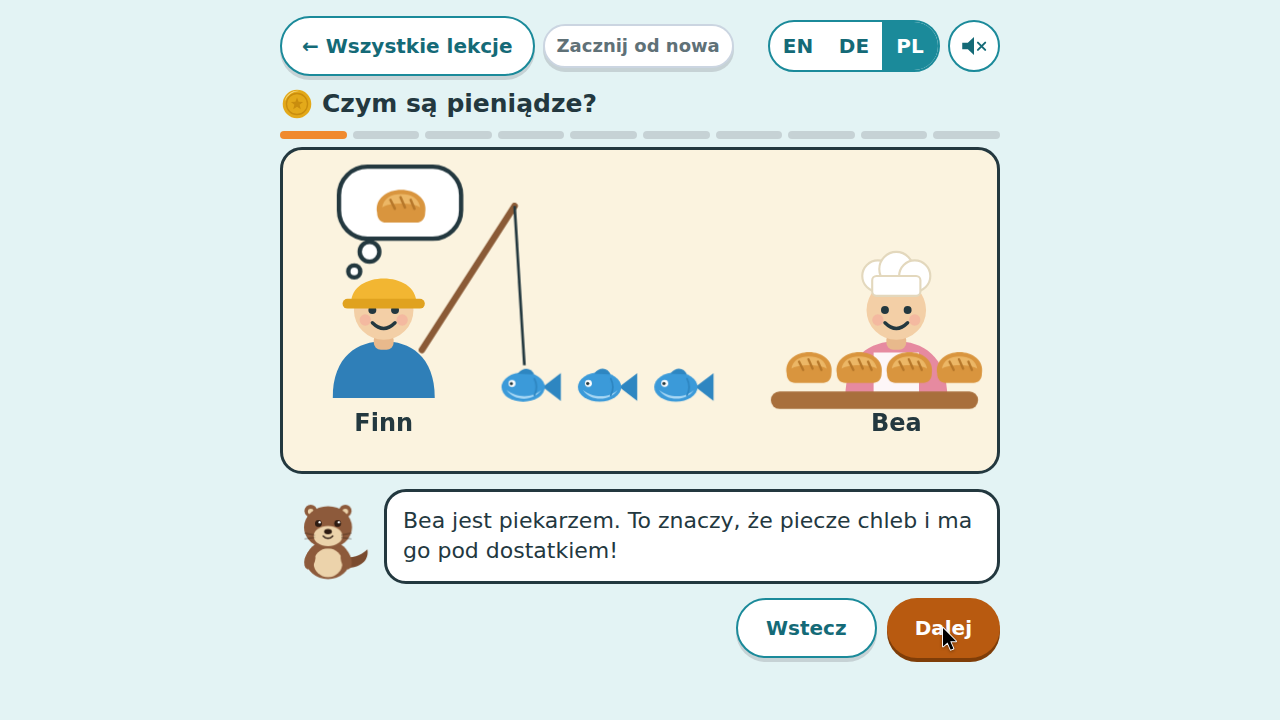 ← Wszystkie lekcje
Zacznij od nowa
EN DE PL
Czym są pieniądze?
Finn
Bea
Bea jest piekarzem. To znaczy, że piecze chleb i ma
go pod dostatkiem!
Wstecz
Dalej